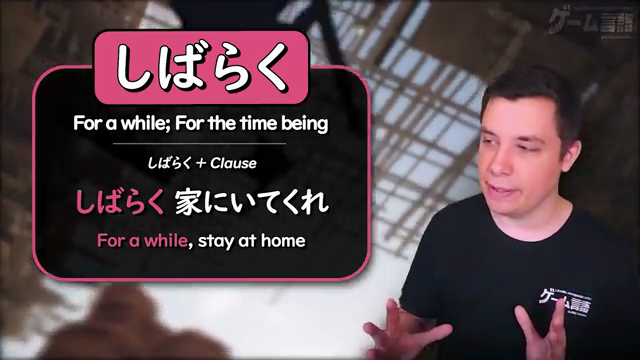 しばらく
For a while; For the time being
しばらく + Clause
しばらく 家にいてくれ
For a while, stay at home
ゲーム言語
ゲーム言語